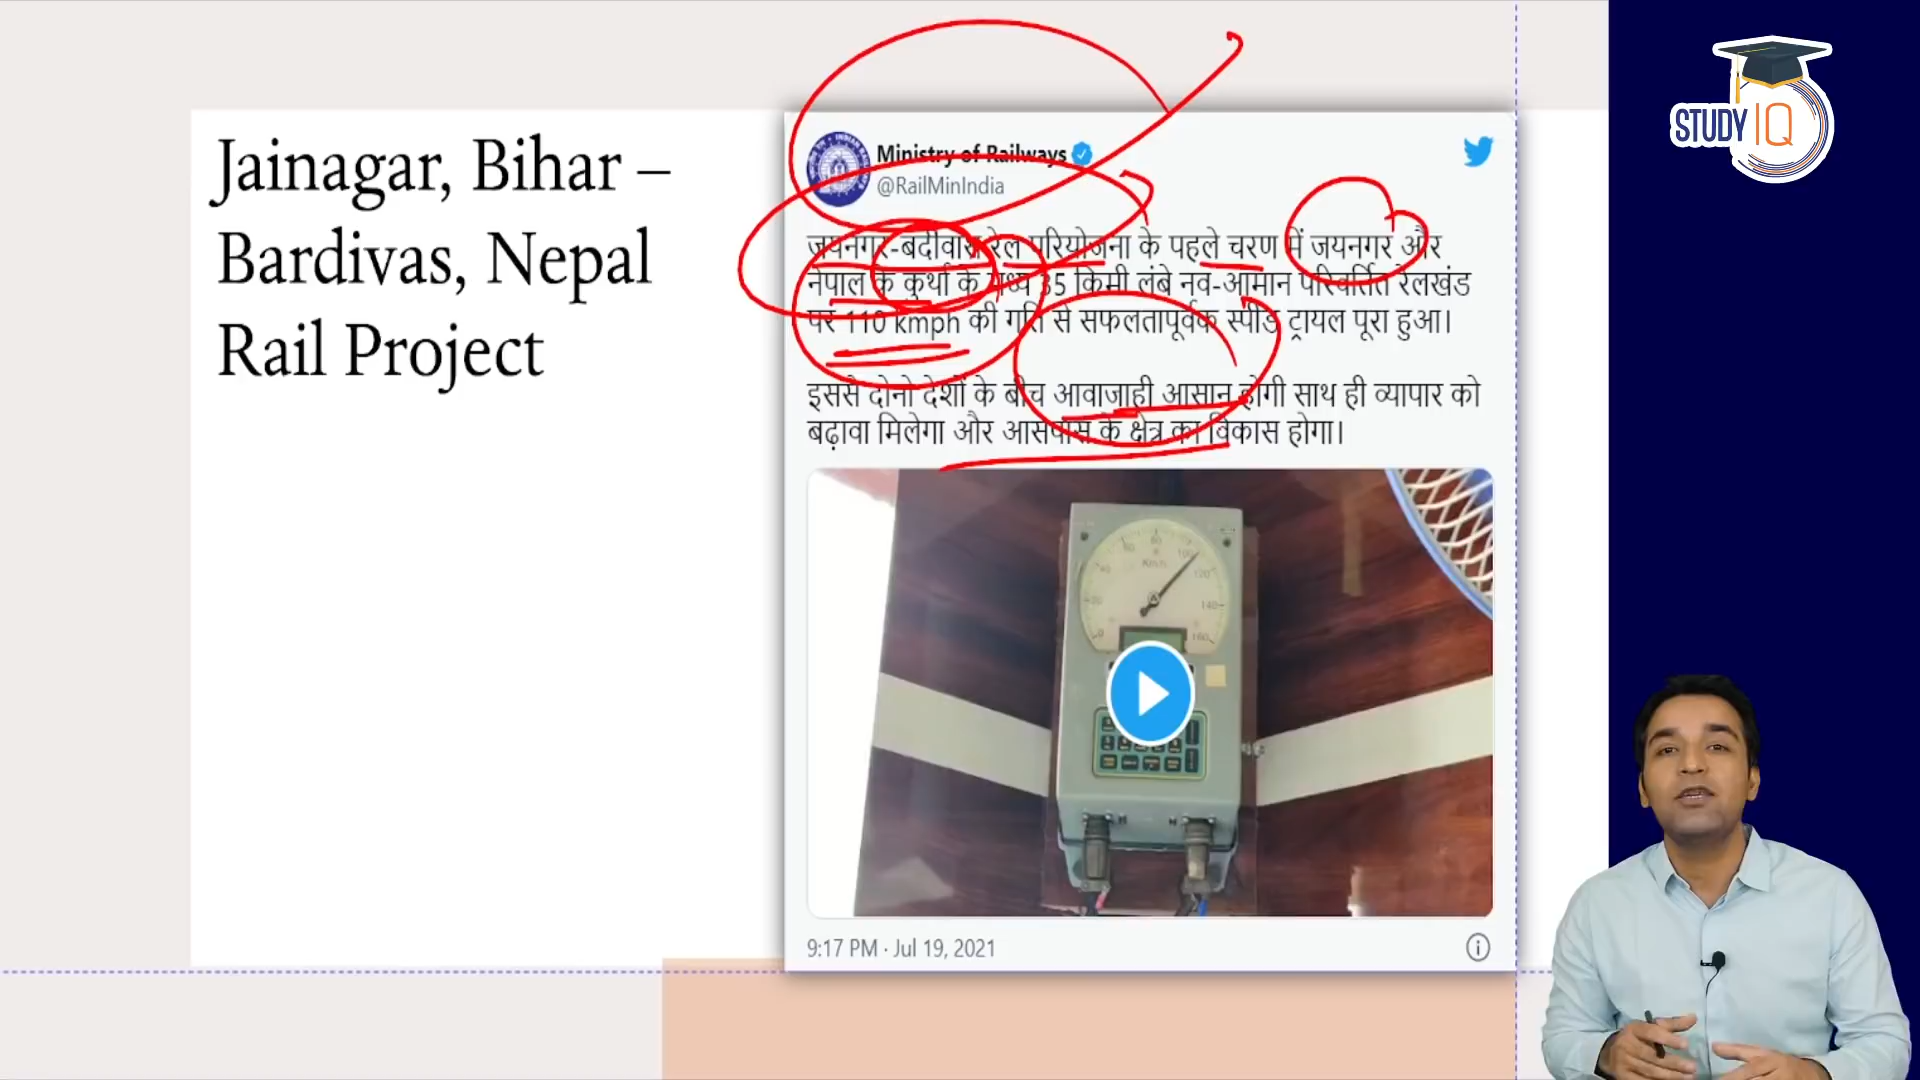 Jainagar, Bihar –
Bardivas, Nepal
Rail Project
Ministry of Railways
@RailMinIndia
जयनगर-बर्दीवास रेल परियोजना के पहले चरण में जयनगर और
नेपाल के कुर्था के मध्य 35 किमी लंबे नव-आमान परिवर्तित रेलखंड
पर 110 kmph की गति से सफलतापूर्वक स्पीड ट्रायल पूरा हुआ।
इससे दोनो देशों के बीच आवाजाही आसान होगी साथ ही व्यापार को
बढ़ावा मिलेगा और आसपास के क्षेत्र का विकास होगा।
9:17 PM · Jul 19, 2021
STUDY IQ